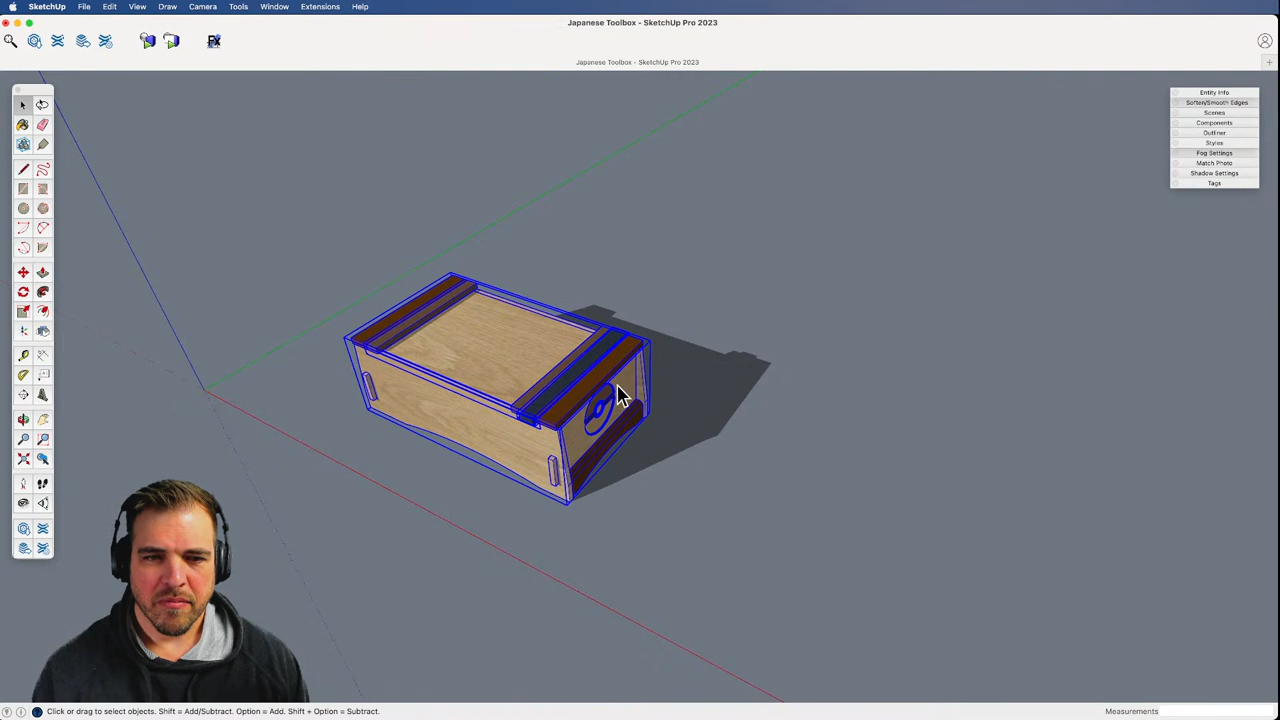 SketchUp File Edit View Draw Camera Tools Window Extensions Help
Japanese Toolbox - SketchUp Pro 2023
Japanese Toolbox - SketchUp Pro 2023
Entity Info
Soften/Smooth Edges
Scenes
Components
Outliner
Styles
Fog Settings
Match Photo
Shadow Settings
Tags
Click or drag to select objects. Shift = Add/Subtract. Option = Add. Shift + Option = Subtract. Measurements